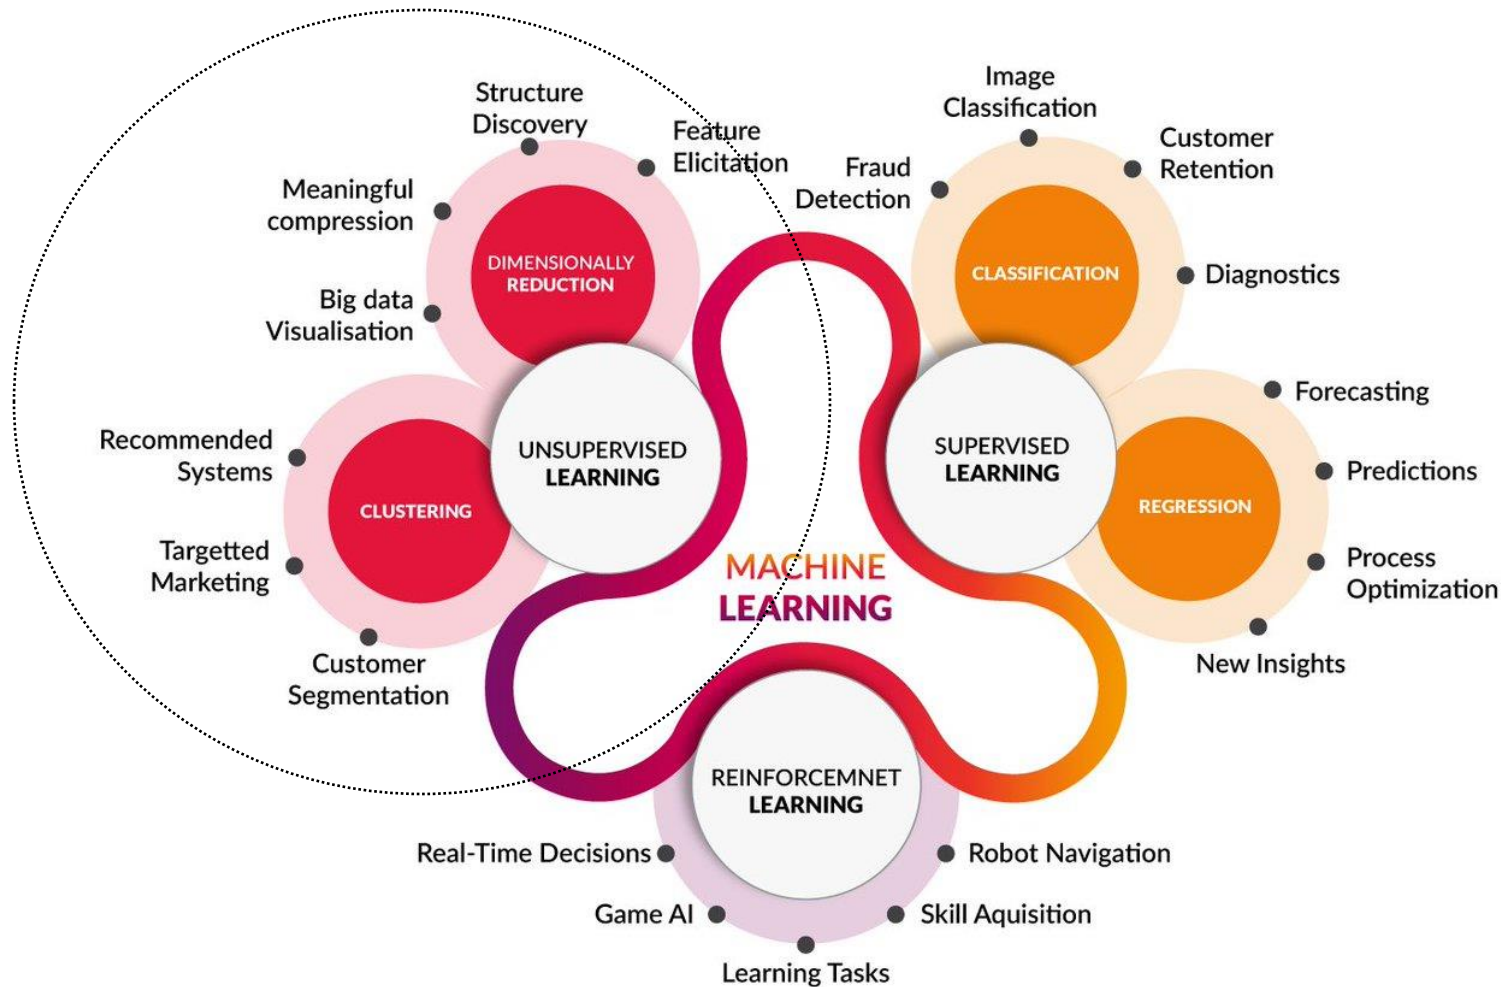 Structure
Discovery
Feature
Elicitation
Meaningful
compression
Big data
Visualisation
DIMENSIONALLY
REDUCTION
Recommended
Systems
Targetted
Marketing
Customer
Segmentation
CLUSTERING
UNSUPERVISED
LEARNING
Image
Classification
Customer
Retention
Fraud
Detection
Diagnostics
CLASSIFICATION
SUPERVISED
LEARNING
Forecasting
Predictions
Process
Optimization
New Insights
REGRESSION
MACHINE
LEARNING
REINFORCEMNET
LEARNING
Real-Time Decisions
Game AI
Learning Tasks
Skill Aquisition
Robot Navigation